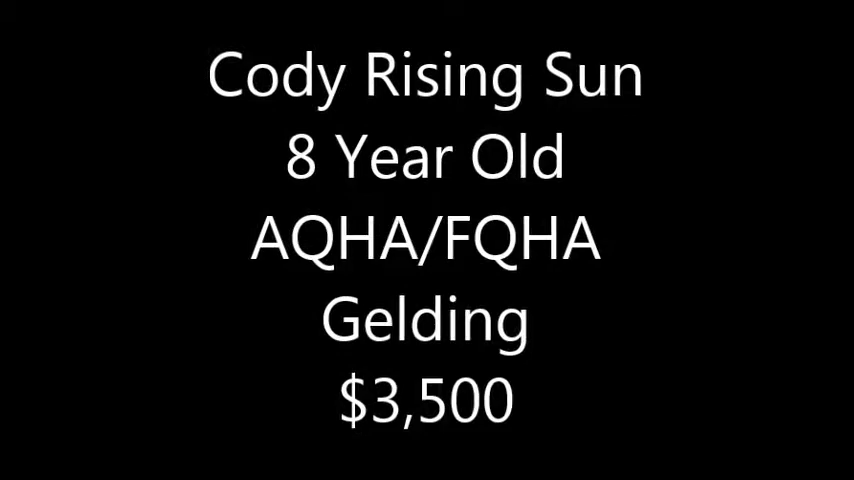 Cody Rising Sun
8 Year Old
AQHA/FQHA
Gelding
$3,500